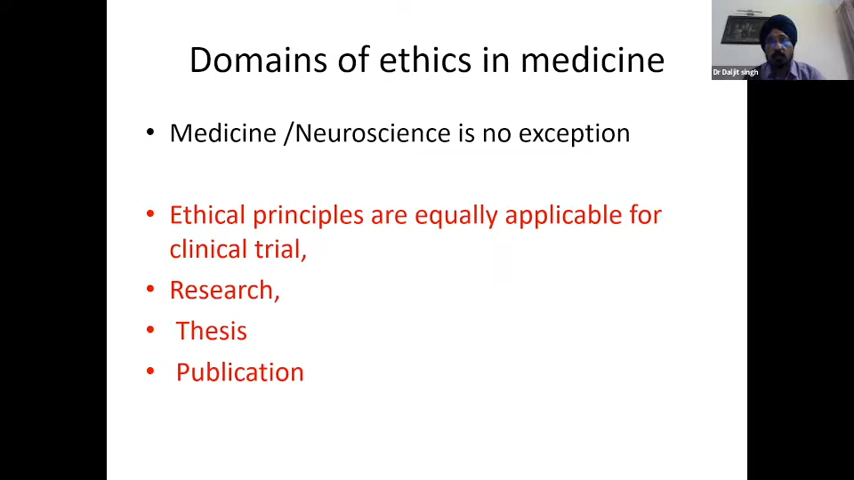 Domains of ethics in medicine
Dr Daljit singh
• Medicine /Neuroscience is no exception
• Ethical principles are equally applicable for
clinical trial,
• Research,
• Thesis
• Publication